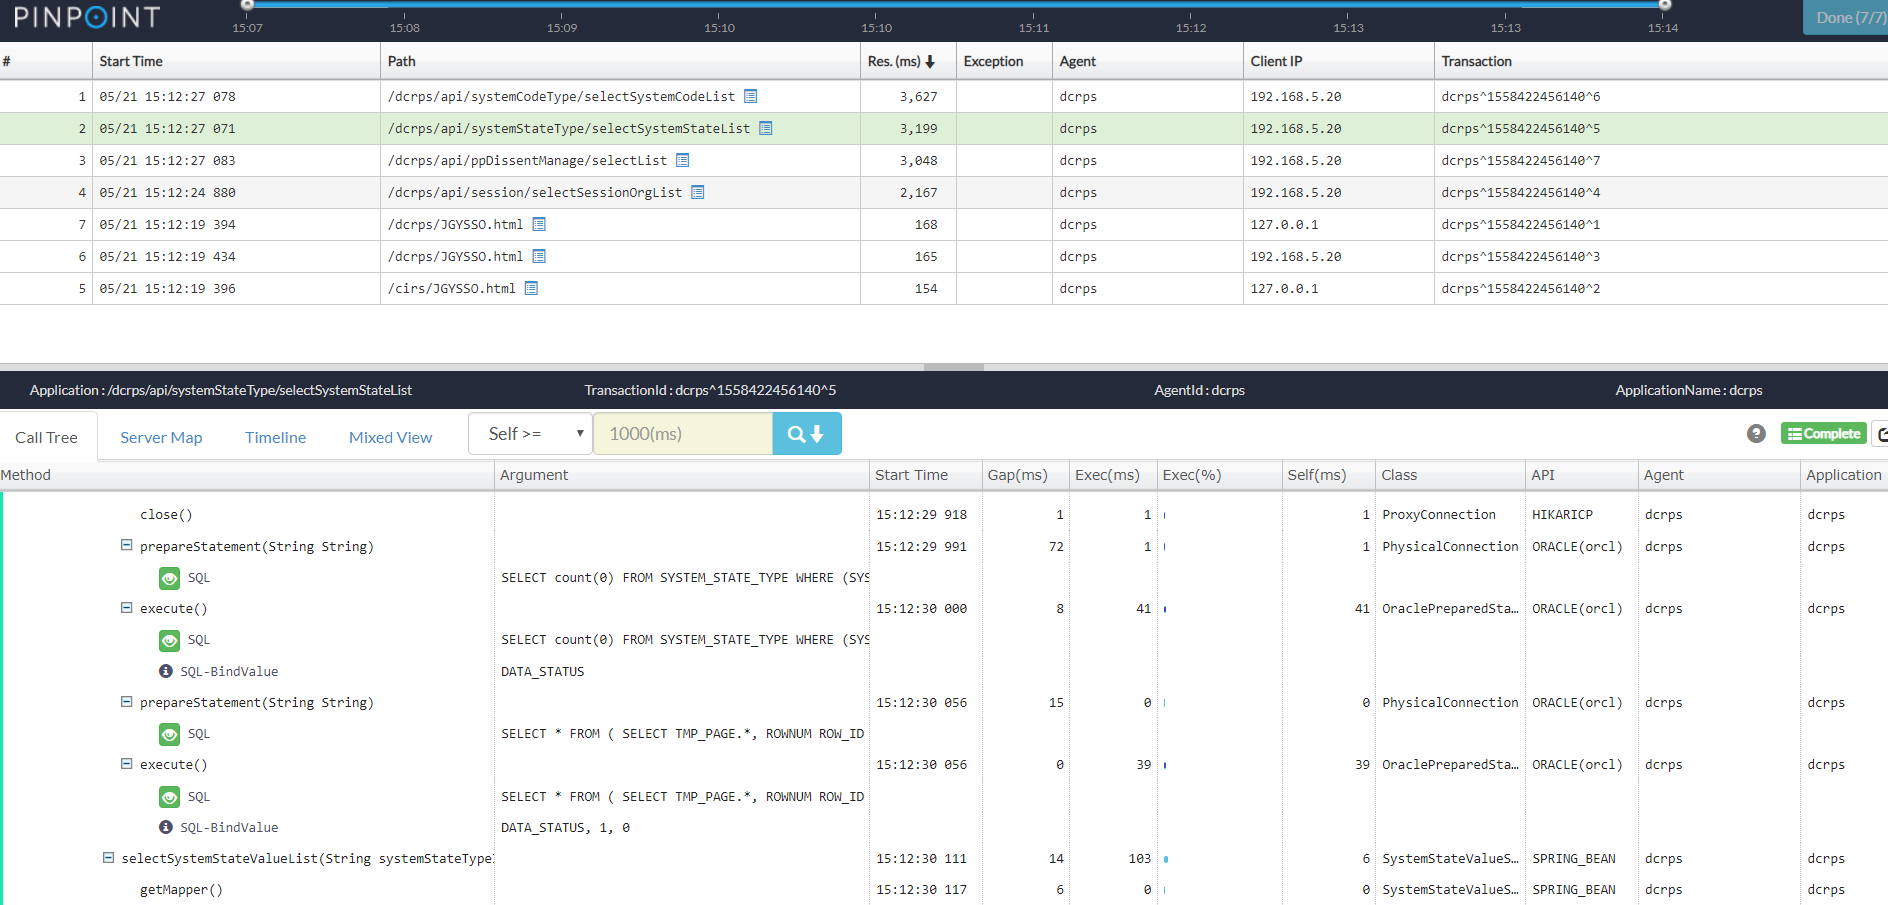 PINPOINT
15:07 15:08 15:09 15:10 15:10 15:11 15:12 15:13 15:13 15:14
Done (7/7)
# Start Time Path Res. (ms) Exception Agent Client IP Transaction
1 05/21 15:12:27 078 /dcrps/api/systemCodeType/selectSystemCodeList 3,627 dcrps 192.168.5.20 dcrps^1558422456140^6
2 05/21 15:12:27 071 /dcrps/api/systemStateType/selectSystemStateList 3,199 dcrps 192.168.5.20 dcrps^1558422456140^5
3 05/21 15:12:27 083 /dcrps/api/ppDissentManage/selectList 3,048 dcrps 192.168.5.20 dcrps^1558422456140^7
4 05/21 15:12:24 880 /dcrps/api/session/selectSessionOrgList 2,167 dcrps 192.168.5.20 dcrps^1558422456140^4
7 05/21 15:12:19 394 /dcrps/JGYSSO.html 168 dcrps 127.0.0.1 dcrps^1558422456140^1
6 05/21 15:12:19 434 /dcrps/JGYSSO.html 165 dcrps 192.168.5.20 dcrps^1558422456140^3
5 05/21 15:12:19 396 /cirs/JGYSSO.html 154 dcrps 127.0.0.1 dcrps^1558422456140^2
Application : /dcrps/api/systemStateType/selectSystemStateList TransactionId : dcrps^1558422456140^5 AgentId : dcrps ApplicationName : dcrps
Call Tree Server Map Timeline Mixed View Self >= 1000(ms) Complete
Method Argument Start Time Gap(ms) Exec(ms) Exec(%) Self(ms) Class API Agent Application
close() 15:12:29 918 1 1 1 ProxyConnection HIKARICP dcrps dcrps
prepareStatement(String String) 15:12:29 991 72 1 1 PhysicalConnection ORACLE(orcl) dcrps dcrps
SQL SELECT count(0) FROM SYSTEM_STATE_TYPE WHERE (SYS
execute() 15:12:30 000 8 41 41 OraclePreparedSta... ORACLE(orcl) dcrps dcrps
SQL SELECT count(0) FROM SYSTEM_STATE_TYPE WHERE (SYS
SQL-BindValue DATA_STATUS
prepareStatement(String String) 15:12:30 056 15 0 0 PhysicalConnection ORACLE(orcl) dcrps dcrps
SQL SELECT * FROM ( SELECT TMP_PAGE.*, ROWNUM ROW_ID
execute() 15:12:30 056 0 39 39 OraclePreparedSta... ORACLE(orcl) dcrps dcrps
SQL SELECT * FROM ( SELECT TMP_PAGE.*, ROWNUM ROW_ID
SQL-BindValue DATA_STATUS, 1, 0
selectSystemStateValueList(String systemStateType 15:12:30 111 14 103 6 SystemStateValueS... SPRING_BEAN dcrps dcrps
getMapper() 15:12:30 117 6 0 0 SystemStateValueS... SPRING_BEAN dcrps dcrps